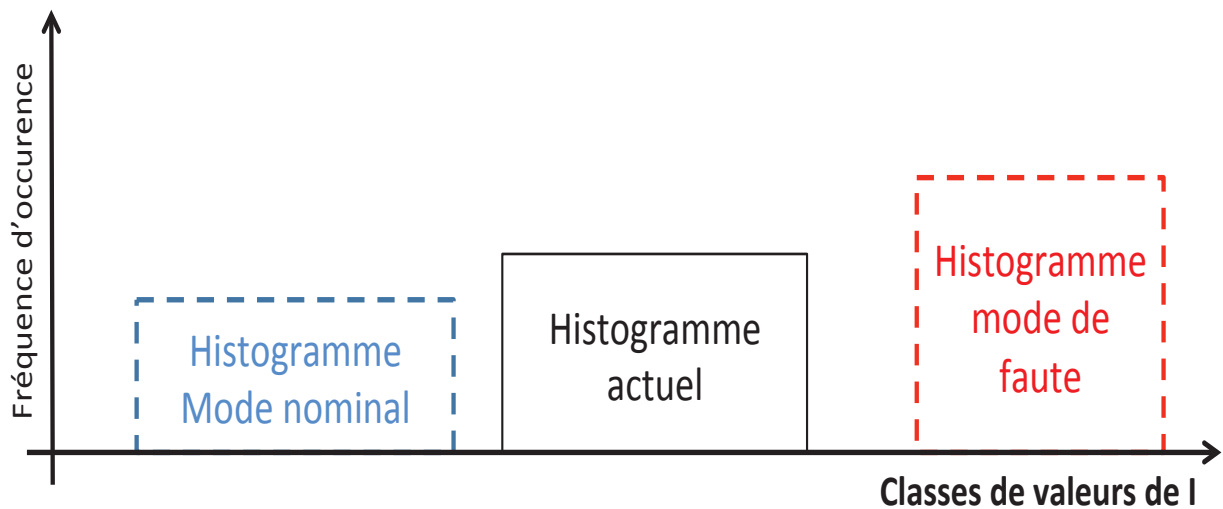 Fréquence d'occurence
Histogramme
Mode nominal
Histogramme
actuel
Histogramme
mode de
faute
Classes de valeurs de I